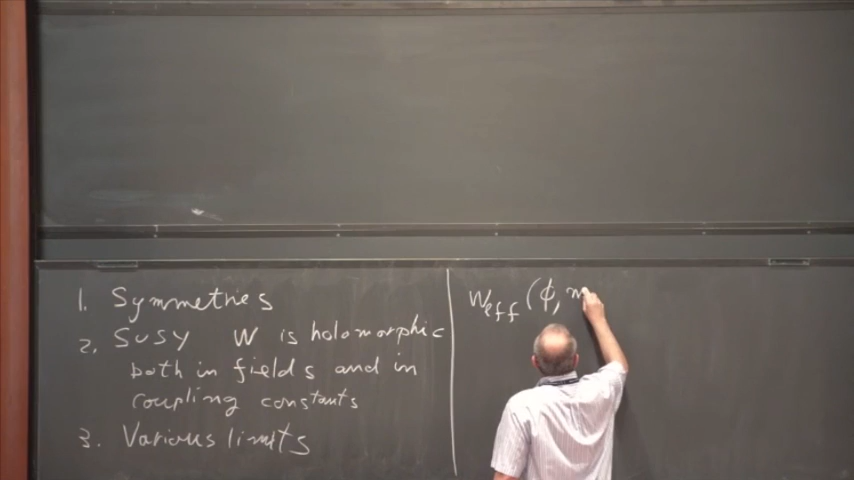 1. Symmetries
2. SUSY W is holomorphic
both in fields and in
coupling constants
3. Various limits
W_eff (ϕ, m